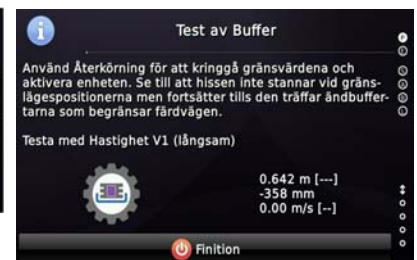 Test av Buffer
Använd Återkörning för att kringgå gränsvärdena och
aktivera enheten. Se till att hissen inte stannar vid gräns-
lägespositionerna men fortsätter tills den träffar ändbuffer-
tarna som begränsar färdvägen.
Testa med Hastighet V1 (långsam)
0.642 m [---]
-358 mm
0.00 m/s [--]
Finition